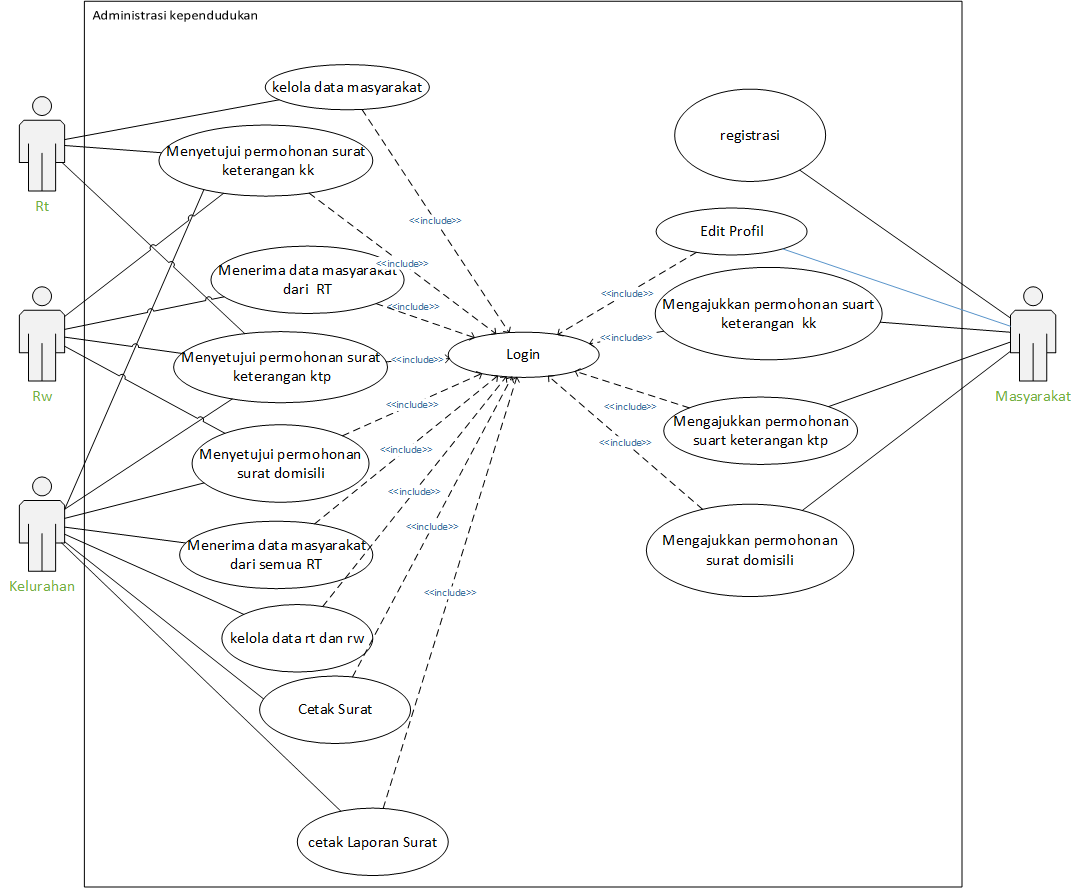 Administrasi kependudukan
kelola data masyarakat
registrasi
Menyetujui permohonan surat
keterangan kk
Rt
<<include>>
Edit Profil
Menerima data masyarakat
dari RT
<<include>>
<<include>>
<<include>>
Mengajukkan permohonan suart
keterangan kk
<<include>>
Menyetujui permohonan surat
keterangan ktp
<<include>>
Login
Rw
Masyarakat
<<include>>
<<include>>
Mengajukkan permohonan
suart keterangan ktp
Menyetujui permohonan
surat domisili
<<include>>
<<include>>
<<include>>
<<include>>
Menerima data masyarakat
dari semua RT
Mengajukkan permohonan
surat domisili
Kelurahan
<<include>>
kelola data rt dan rw
Cetak Surat
cetak Laporan Surat